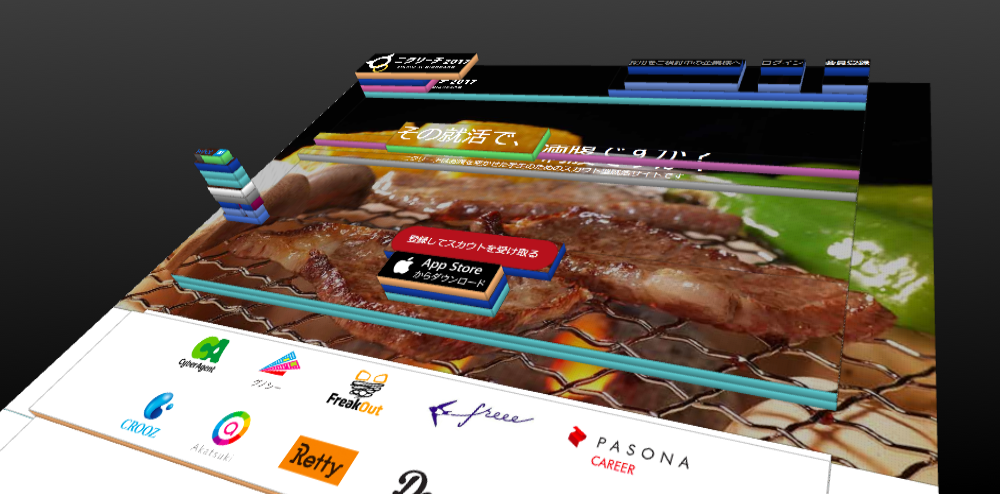 ニクリーチ2017
2017
ログイン
会員登録
その就活で、
満腹ですか？
登録してスカウトを受け取る
App Store
からダウンロード
CyberAgent
グノシー
FreakOut
freee
PASONA
CAREER
CROOZ
Akatsuki
Retty